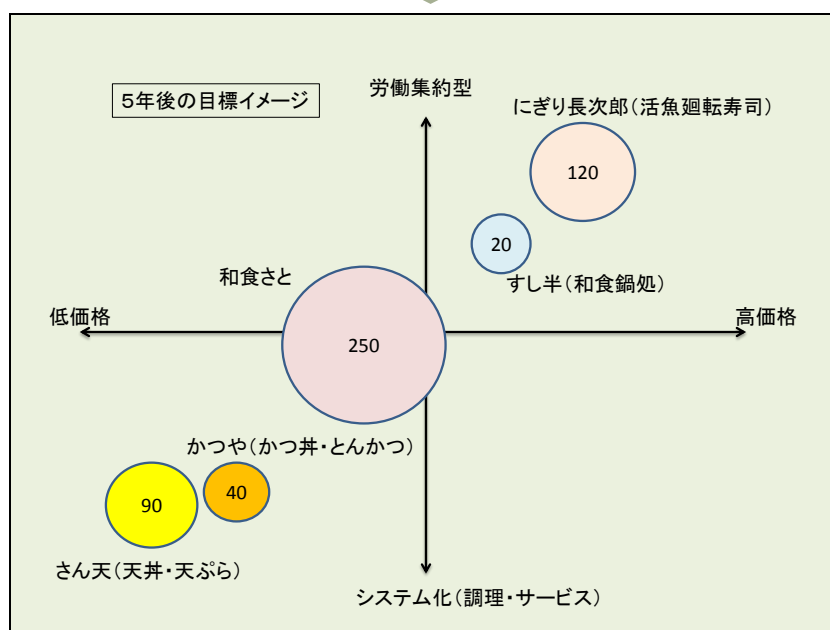 労働集約型
５年後の目標イメージ
にぎり長次郎(活魚廻転寿司)
120
20
すし半(和食鍋処)
和食さと
低価格
高価格
250
かつや(かつ丼・とんかつ)
40
90
さん天(天丼・天ぷら)
システム化(調理・サービス)